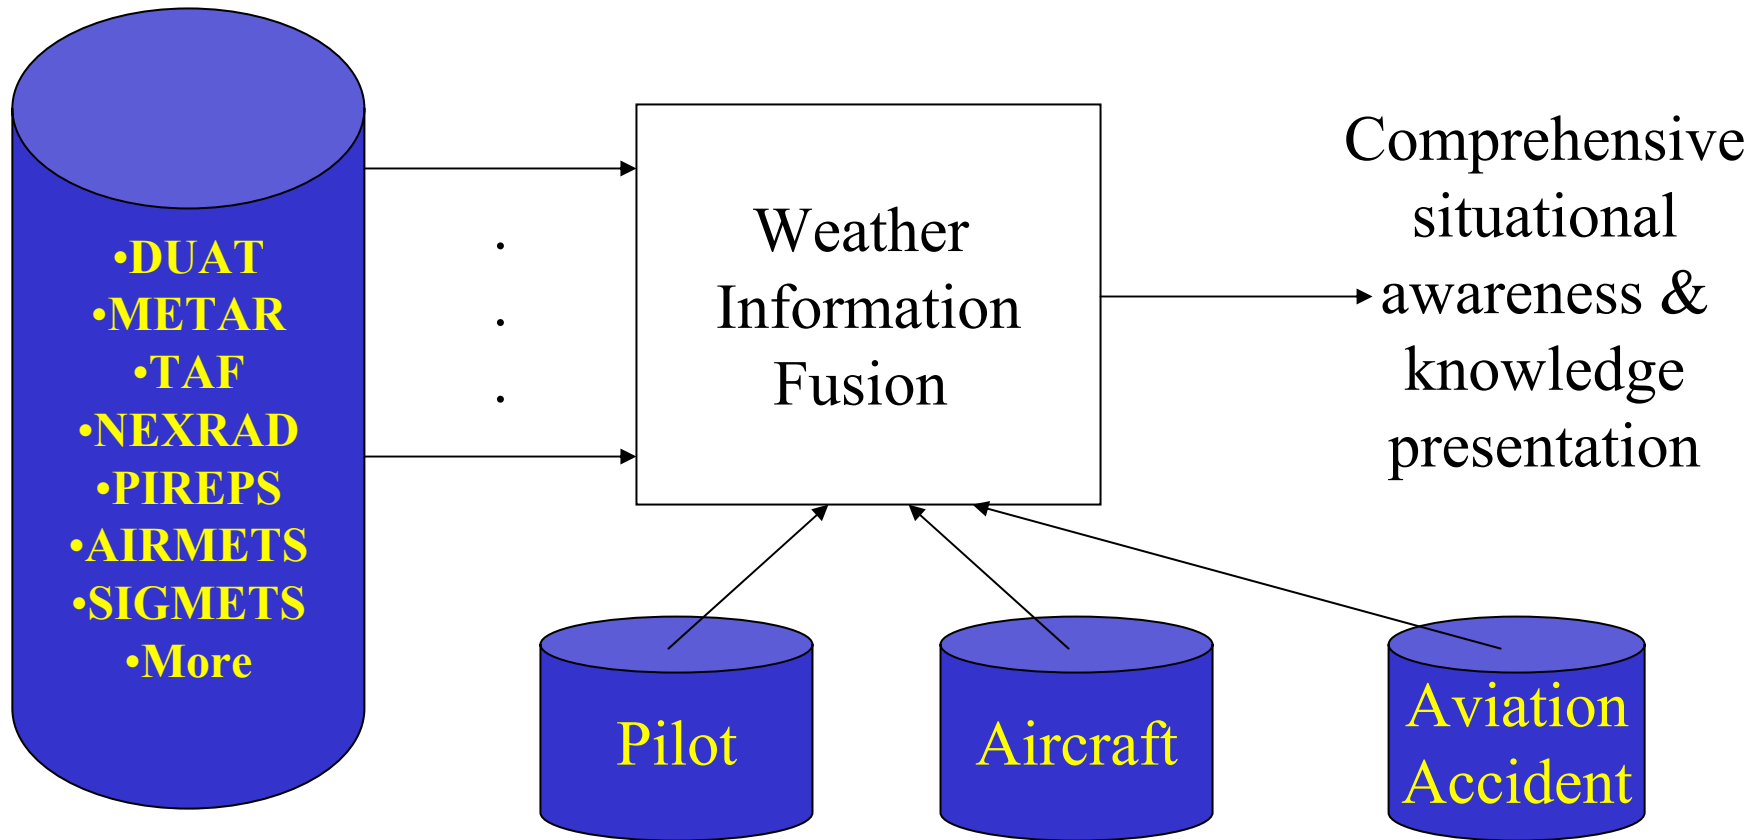 •DUAT
•METAR
•TAF
•NEXRAD
•PIREPS
•AIRMETS
•SIGMETS
•More
.
.
.
Weather
Information
Fusion
Comprehensive
situational
awareness &
knowledge
presentation
Pilot
Aircraft
Aviation
Accident